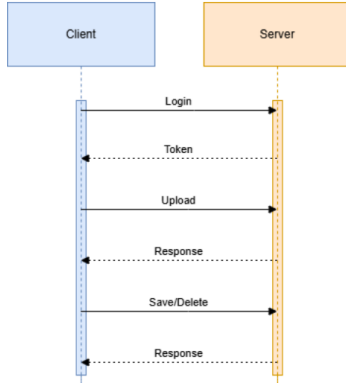 Client
Server
Login
Token
Upload
Response
Save/Delete
Response